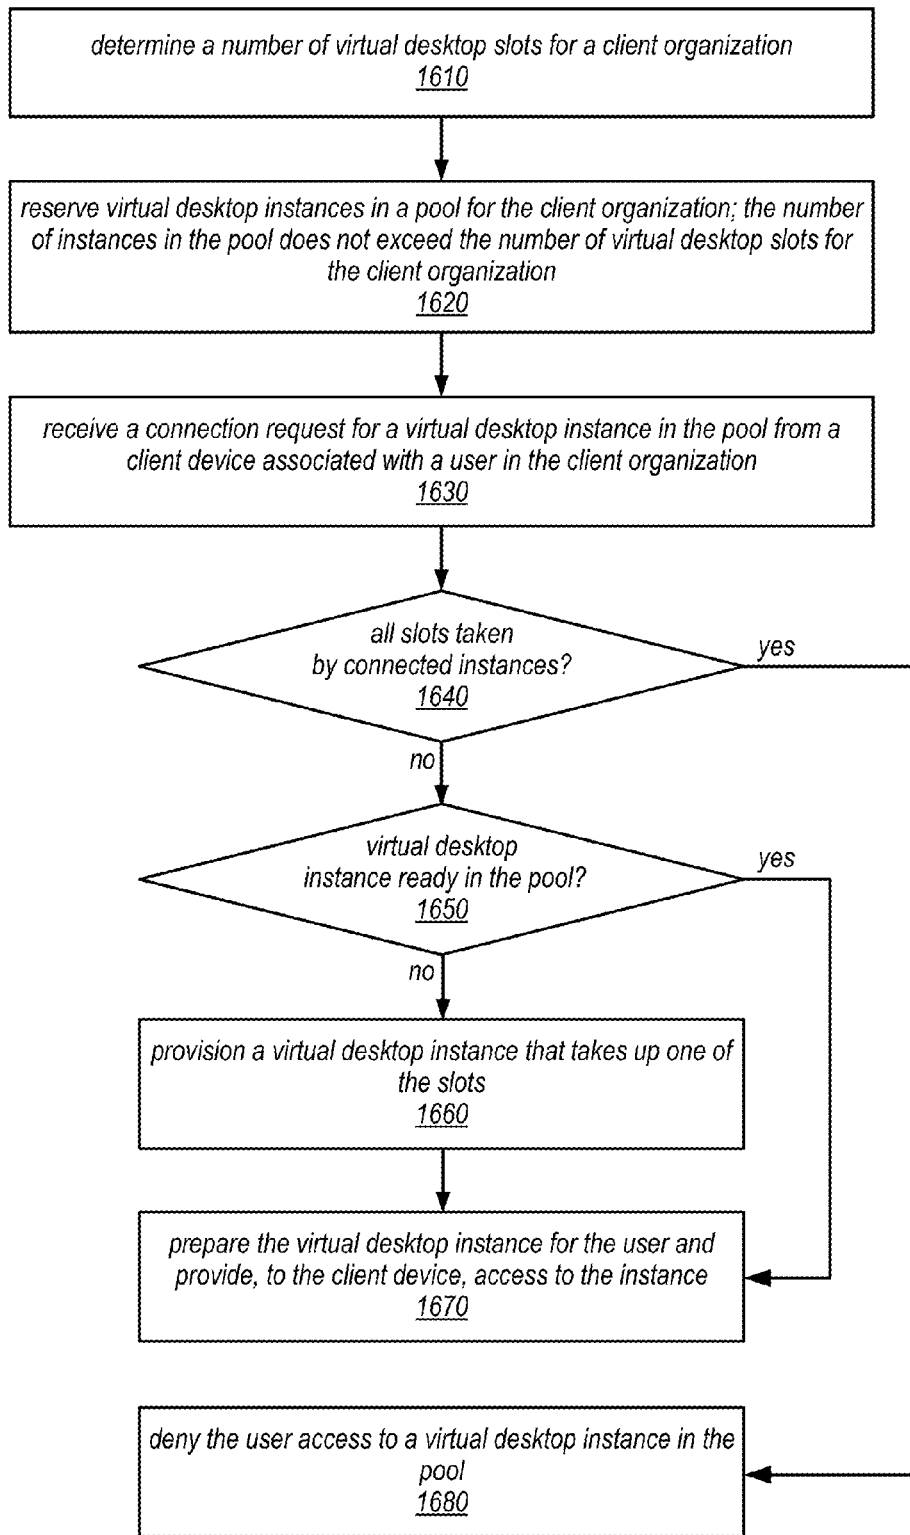 determine a number of virtual desktop slots for a client organization
1610
reserve virtual desktop instances in a pool for the client organization; the number
of instances in the pool does not exceed the number of virtual desktop slots for
the client organization
1620
receive a connection request for a virtual desktop instance in the pool from a
client device associated with a user in the client organization
1630
all slots taken
by connected instances?
1640
yes
no
virtual desktop
instance ready in the pool?
1650
yes
no
provision a virtual desktop instance that takes up one of
the slots
1660
prepare the virtual desktop instance for the user and
provide, to the client device, access to the instance
1670
deny the user access to a virtual desktop instance in the
pool
1680